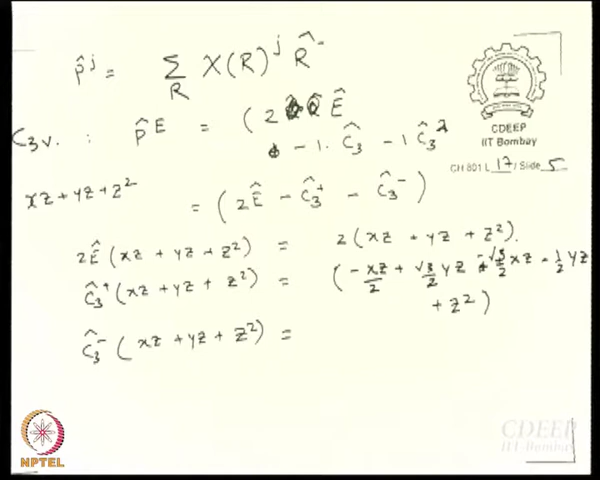 P̂ʲ = Σ_R χ(R)ʲ R̂
CDEEP
IIT Bombay
CH 801 L 17 / Slide 5
C₃ᵥ : P̂ᴱ = (2 Ê
- 1. Ĉ₃ - 1 Ĉ₃²
xz + yz + z²
= (2Ê - Ĉ₃⁺ - Ĉ₃⁻)
2Ê (xz + yz + z²) = 2 (xz + yz + z²).
Ĉ₃⁺ (xz + yz + z²) = (-xz/2 + √3/2 yz - √3/2 xz - 1/2 yz
+ z²)
Ĉ₃⁻ (xz + yz + z²) =
NPTEL
CDEEP
IIT Bombay